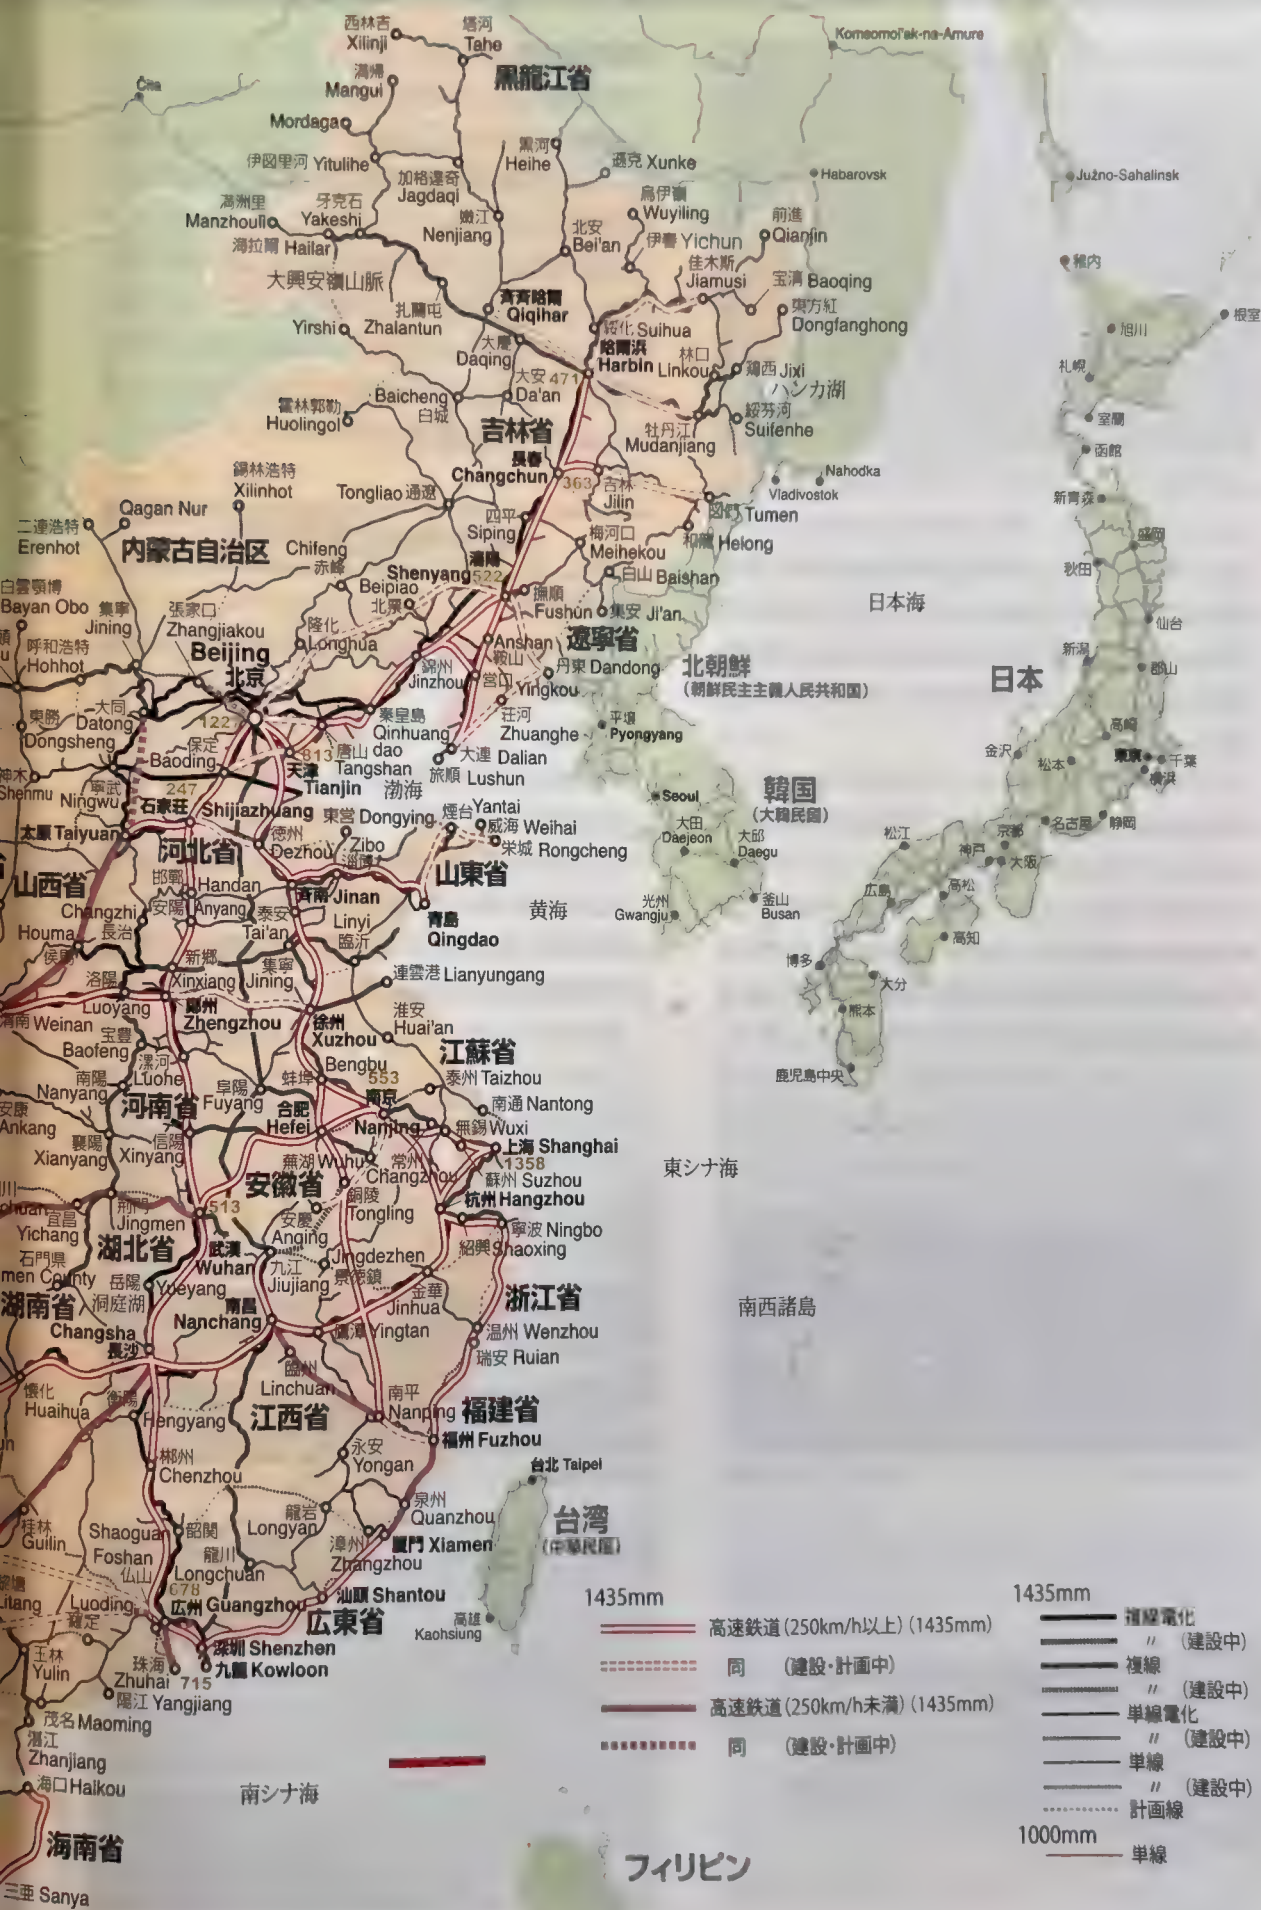 西林吉
Xilinji
塔河
Tahe
Komsomol'sk-na-Amure
満帰
Mangui
黒龍江省
Čita
Mordaga
伊図里河 Yitulihe
加格達奇
Jagdaqi
黒河
Heihe
遜克 Xunke
Habarovsk
Južno-Sahalinsk
満洲里
Manzhouli
牙克石
Yakeshi
嫩江
Nenjiang
烏伊嶺
Wuyiling
前進
Qianjin
北安
Bei'an
伊春 Yichun
海拉爾 Hailar
佳木斯
Jiamusi
稚内
大興安嶺山脈
宝清 Baoqing
斉斉哈爾
Qiqihar
扎蘭屯
Zhalantun
東方紅
Dongfanghong
根室
Yirshi
綏化 Suihua
旭川
大慶
Daqing
哈爾浜
Harbin
林口
Linkou
鶏西 Jixi
札幌
大安 471
Da'an
ハンカ湖
Baicheng
白城
霍林郭勒
Huolingol
綏芬河
Suifenhe
室蘭
吉林省
牡丹江
Mudanjiang
函館
長春
Changchun
錫林浩特
Xilinhot
363
吉林
Jilin
Nahodka
Vladivostok
Tongliao 通遼
新青森
Qagan Nur
四平
Siping
図們 Tumen
二連浩特
Erenhot
梅河口
Meihekou
和龍 Helong
盛岡
内蒙古自治区
Chifeng
赤峰
瀋陽
Shenyang 522
白山 Baishan
秋田
白雲顎博
Bayan Obo
Beipiao
北票
撫順
Fushun
集安 Ji'an
日本海
集寧
Jining
張家口
Zhangjiakou
隆化
Longhua
仙台
Beijing
北京
呼和浩特
Hohhot
Anshan
鞍山
遼寧省
新潟
郡山
錦州
Jinzhou
営口
Yingkou
丹東 Dandong
北朝鮮
(朝鮮民主主義人民共和国)
日本
大同
Datong
122
秦皇島
Qinhuang
dao
荘河
Zhuanghe
平壌
Pyongyang
東勝
Dongsheng
高崎
保定
Baoding
813
唐山
Tangshan
大連 Dalian
旅順 Lushun
金沢
松本
東京
千葉
横浜
神木
Shenmu
寧武
Ningwu
247
天津
Tianjin
渤海
韓国
(大韓民国)
Seoul
石家荘 Shijiazhuang
東営 Dongying
煙台 Yantai
威海 Weihai
大田
Daejeon
名古屋
静岡
太原 Taiyuan
河北省
徳州
Dezhou
Zibo
淄博
栄城 Rongcheng
大邱
Daegu
松江
京都
神戸
大阪
山西省
邯鄲 Handan
山東省
広島
高松
Changzhi
長治
安陽 Anyang
斉南 Jinan
黄海
光州
Gwangju
釜山
Busan
Houma
侯馬
泰安
Tai'an
Linyi
臨沂
青島
Qingdao
高知
洛陽
Luoyang
新郷
Xinxiang
集寧
Jining
連雲港 Lianyungang
博多
大分
渭南 Weinan
鄭州
Zhengzhou
徐州
Xuzhou
淮安
Huai'an
熊本
宝豊
Baofeng
江蘇省
漯河
Luohe
Bengbu
蚌埠
553
泰州 Taizhou
鹿児島中央
南陽
Nanyang
河南省
阜陽
Fuyang
南京
Nanjing
南通 Nantong
安康
Ankang
合肥
Hefei
無錫 Wuxi
襄陽
Xianyang
信陽
Xinyang
蕪湖 Wuhu
常州
Changzhou
上海 Shanghai
1358
東シナ海
安徽省
蘇州 Suzhou
銅陵
Tongling
杭州 Hangzhou
宜昌
Yichang
荊門
Jingmen
513
安慶
Anqing
寧波 Ningbo
湖北省
武漢
Wuhan
紹興 Shaoxing
石門県
men County
九江
Jiujiang
Jingdezhen
景徳鎮
岳陽 Yueyang
湖南省
洞庭湖
金華
Jinhua
浙江省
南西諸島
南昌
Nanchang
Changsha
長沙
鷹潭 Yingtan
温州 Wenzhou
瑞安 Ruian
懐化
Huaihua
衡陽
Hengyang
臨州
Linchuan
江西省
南平
Nanping
福建省
福州 Fuzhou
郴州
Chenzhou
永安
Yongan
台北 Taipei
桂林
Guilin
Shaoguan 韶関
龍岩
Longyan
泉州
Quanzhou
台湾
(中華民国)
Foshan
仏山
龍川
Longchuan
漳州
Zhangzhou
厦門 Xiamen
Litang
Luoding
羅定
678
広州 Guangzhou
汕頭 Shantou
広東省
高雄
Kaohsiung
玉林
Yulin
深圳 Shenzhen
珠海
Zhuhai 715
九龍 Kowloon
陽江 Yangjiang
茂名 Maoming
湛江
Zhanjiang
海口 Haikou
南シナ海
海南省
三亜 Sanya
フィリピン
1435mm
高速鉄道(250km/h以上)(1435mm)
同 (建設・計画中)
高速鉄道(250km/h未満)(1435mm)
同 (建設・計画中)
1435mm
複線電化
〃 (建設中)
複線
〃 (建設中)
単線電化
〃 (建設中)
単線
〃 (建設中)
計画線
1000mm
単線